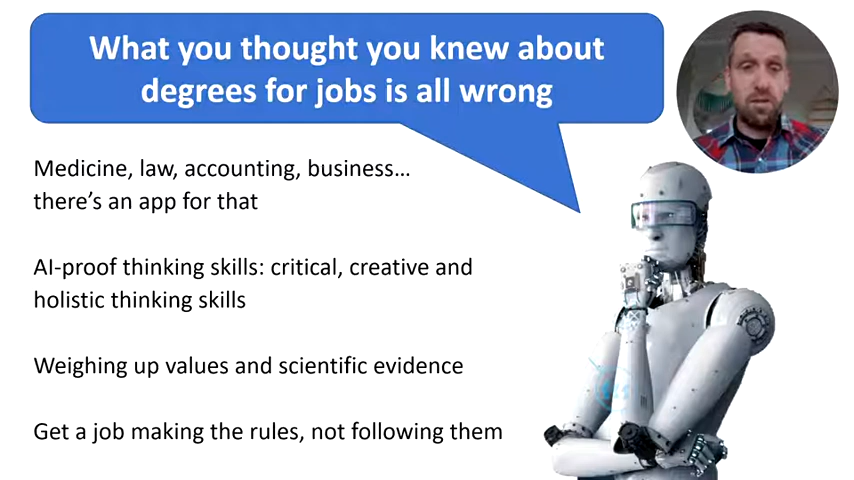 What you thought you knew about
degrees for jobs is all wrong
Medicine, law, accounting, business…
there’s an app for that
AI-proof thinking skills: critical, creative and
holistic thinking skills
Weighing up values and scientific evidence
Get a job making the rules, not following them